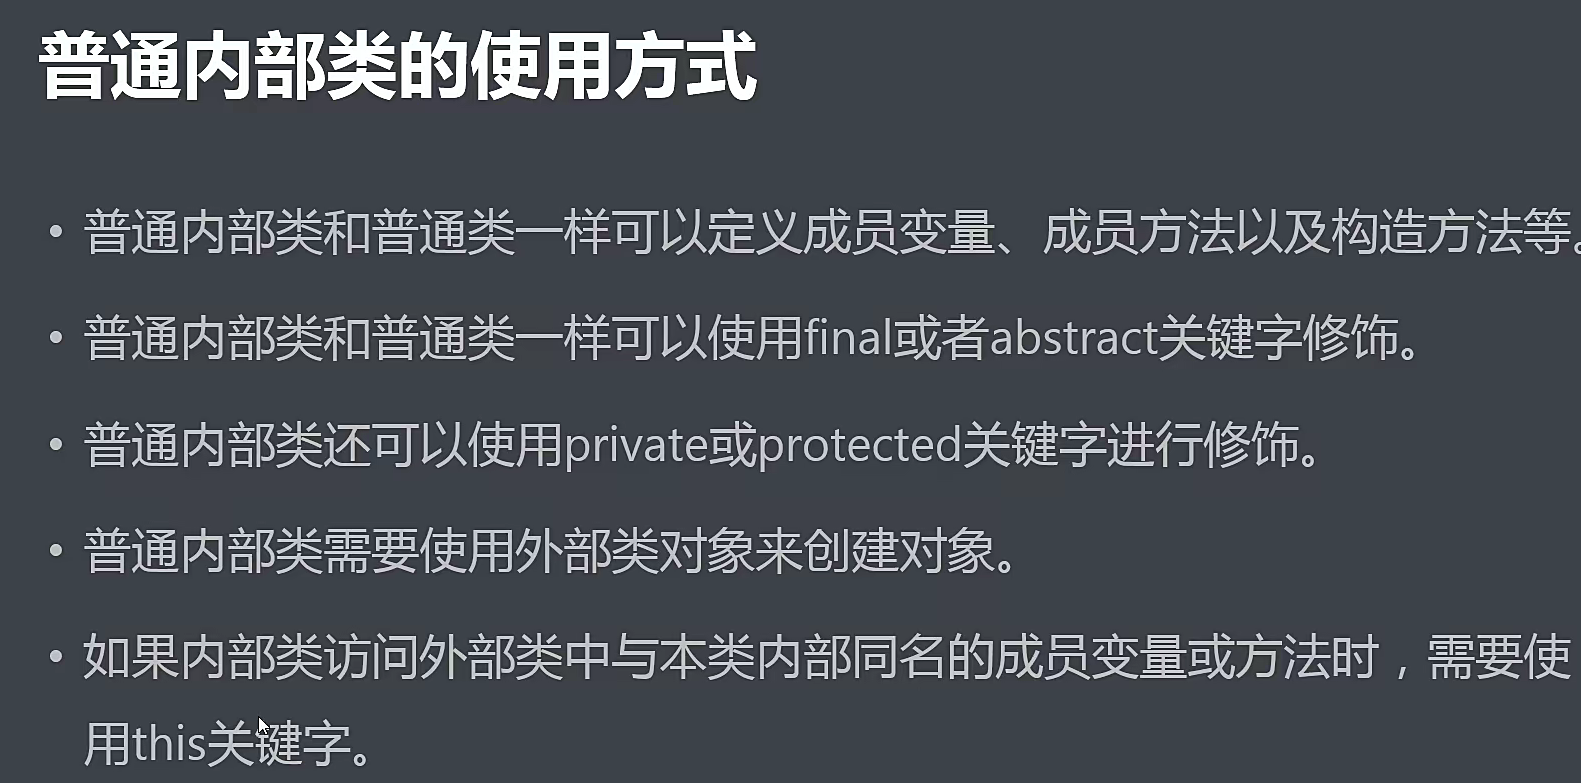 普通内部类的使用方式
• 普通内部类和普通类一样可以定义成员变量、成员方法以及构造方法等。
• 普通内部类和普通类一样可以使用final或者abstract关键字修饰。
• 普通内部类还可以使用private或protected关键字进行修饰。
• 普通内部类需要使用外部类对象来创建对象。
• 如果内部类访问外部类中与本类内部同名的成员变量或方法时，需要使
用this关键字。